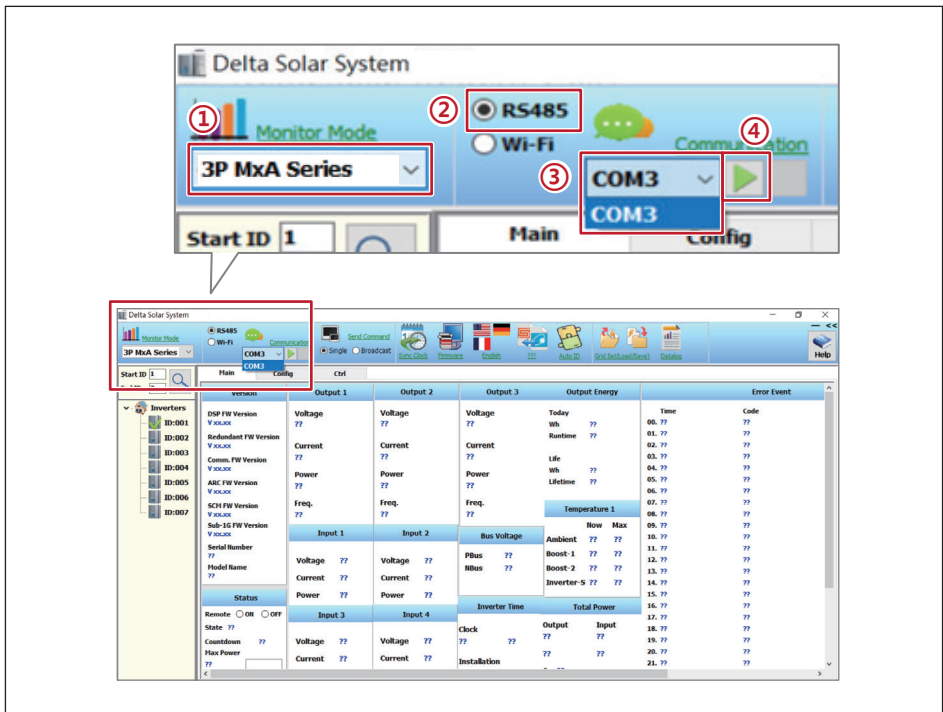 Delta Solar System
① Monitor Mode
3P MxA Series
② RS485
Wi-Fi
③ COM3
COM3
④ Communication
Start ID 1
Main Config
Delta Solar System
Monitor Mode
3P MxA Series
RS485
Wi-Fi
Communication
COM3
COM3
Send Command
Single Broadcast
Sync Clock
Firmware
English
???
Auto ID
Grid Set(Load/Save)
Datalog
<<
Help
Start ID 1
Main Config Ctrl
Inverters
ID:001
ID:002
ID:003
ID:004
ID:005
ID:006
ID:007
Version
DSP FW Version
V xx.xx
Redundant FW Version
V xx.xx
Comm. FW Version
V xx.xx
ARC FW Version
V xx.xx
SCM FW Version
V xx.xx
Sub-1G FW Version
V xx.xx
Serial Number
??
Model Name
??
Status
Remote ON OFF
State ??
Countdown ??
Max Power
??
Output 1
Voltage
??
Current
??
Power
??
Freq.
??
Output 2
Voltage
??
Current
??
Power
??
Freq.
??
Output 3
Voltage
??
Current
??
Power
??
Freq.
??
Input 1
Voltage ??
Current ??
Power ??
Input 2
Voltage ??
Current ??
Power ??
Input 3
Voltage ??
Current ??
Input 4
Voltage ??
Current ??
Bus Voltage
PBus ??
NBus ??
Inverter Time
Clock
?? ??
Installation
Output Energy
Today
Wh ??
Runtime ??
Life
Wh ??
Lifetime ??
Temperature 1
Now Max
Ambient ?? ??
Boost-1 ?? ??
Boost-2 ?? ??
Inverter-S ?? ??
Total Power
Output Input
?? ??
?? ??
Error Event
Time Code
00. ?? ??
01. ?? ??
02. ?? ??
03. ?? ??
04. ?? ??
05. ?? ??
06. ?? ??
07. ?? ??
08. ?? ??
09. ?? ??
10. ?? ??
11. ?? ??
12. ?? ??
13. ?? ??
14. ?? ??
15. ?? ??
16. ?? ??
17. ?? ??
18. ?? ??
19. ?? ??
20. ?? ??
21. ?? ??